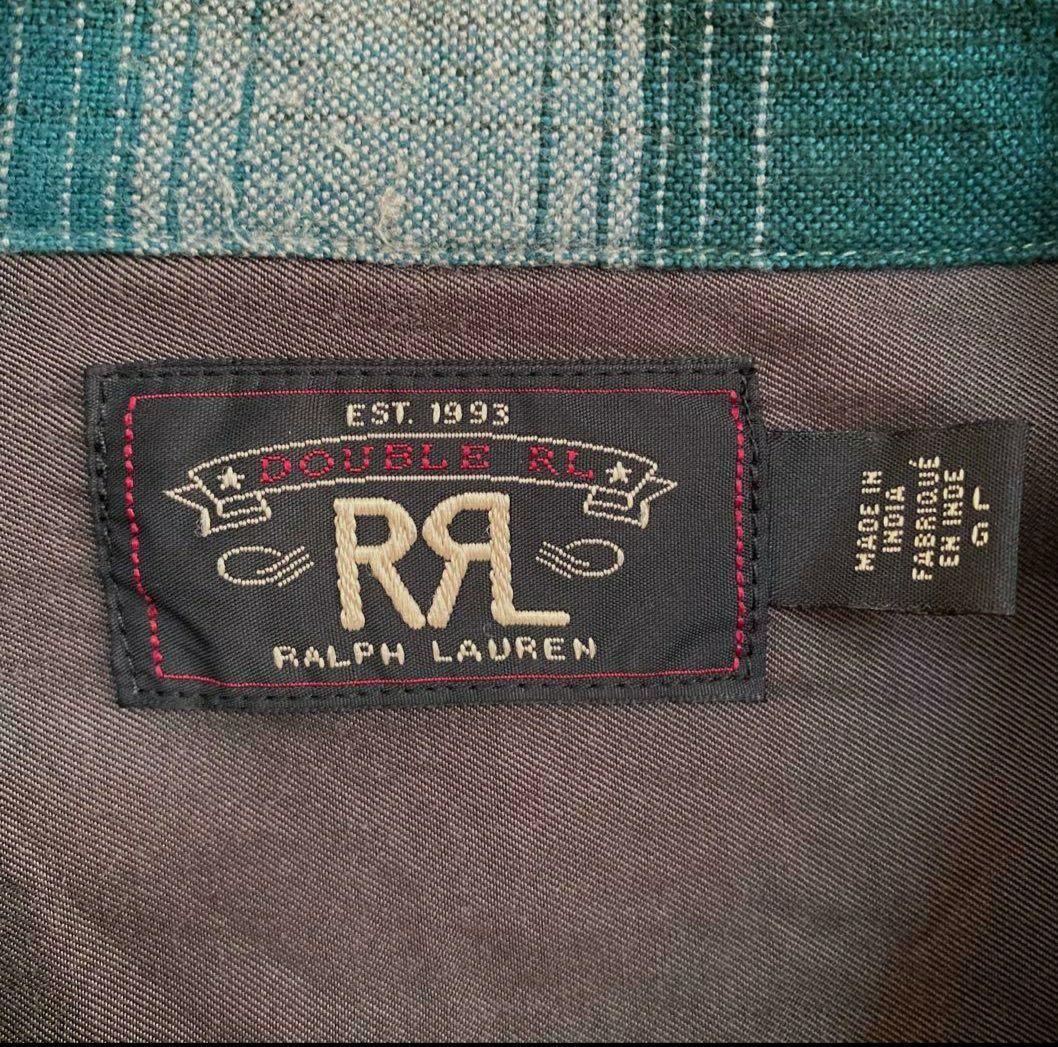 EST. 1993
DOUBLE RL
RRL
RALPH LAUREN
MADE IN
INDIA
FABRIQUÉ
EN INDE
L
G